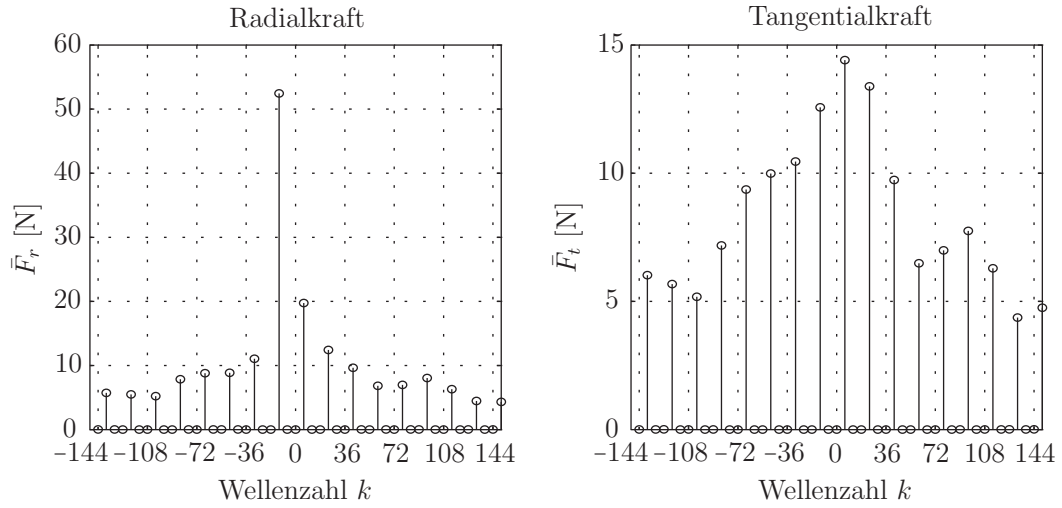 Radialkraft
60
50
40
30
20
10
0
F̄r [N]
–144 –108 –72 –36 0 36 72 108 144
Wellenzahl k
Tangentialkraft
15
10
5
0
F̄t [N]
–144 –108 –72 –36 0 36 72 108 144
Wellenzahl k